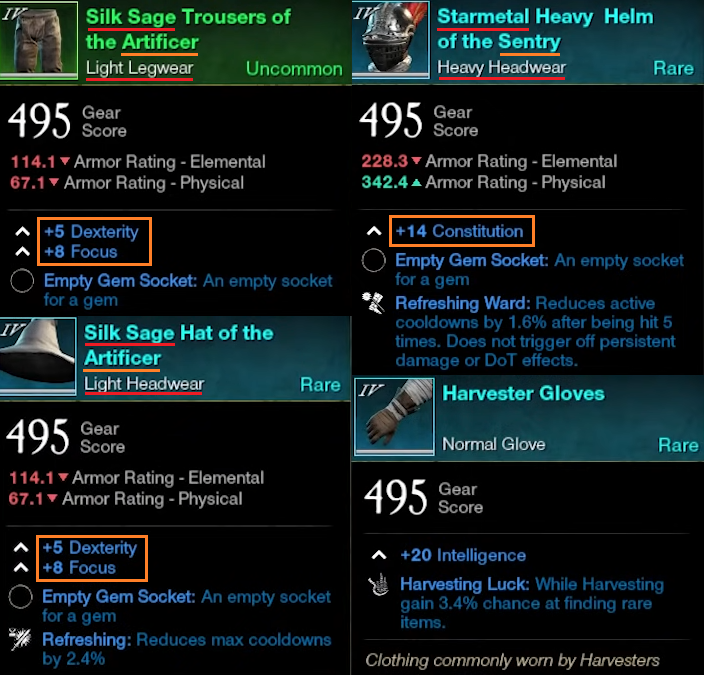 IV
Silk Sage Trousers of
the Artificer
Light Legwear
Uncommon
495
Gear
Score
114.1 Armor Rating - Elemental
67.1 Armor Rating - Physical
+5 Dexterity
+8 Focus
Empty Gem Socket: An empty socket
for a gem
IV
Starmetal Heavy Helm
of the Sentry
Heavy Headwear
Rare
495
Gear
Score
228.3 Armor Rating - Elemental
342.4 Armor Rating - Physical
+14 Constitution
Empty Gem Socket: An empty socket
for a gem
Refreshing Ward: Reduces active
cooldowns by 1.6% after being hit 5
times. Does not trigger off persistent
damage or DoT effects.
IV
Silk Sage Hat of the
Artificer
Light Headwear
Rare
495
Gear
Score
114.1 Armor Rating - Elemental
67.1 Armor Rating - Physical
+5 Dexterity
+8 Focus
Empty Gem Socket: An empty socket
for a gem
Refreshing: Reduces max cooldowns
by 2.4%
IV
Harvester Gloves
Normal Glove
Rare
495
Gear
Score
+20 Intelligence
Harvesting Luck: While Harvesting
gain 3.4% chance at finding rare
items.
Clothing commonly worn by Harvesters